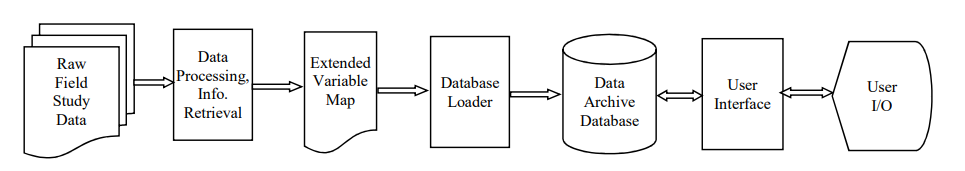 Raw
Field
Study
Data
Data
Processing,
Info.
Retrieval
Extended
Variable
Map
Database
Loader
Data
Archive
Database
User
Interface
User
I/O